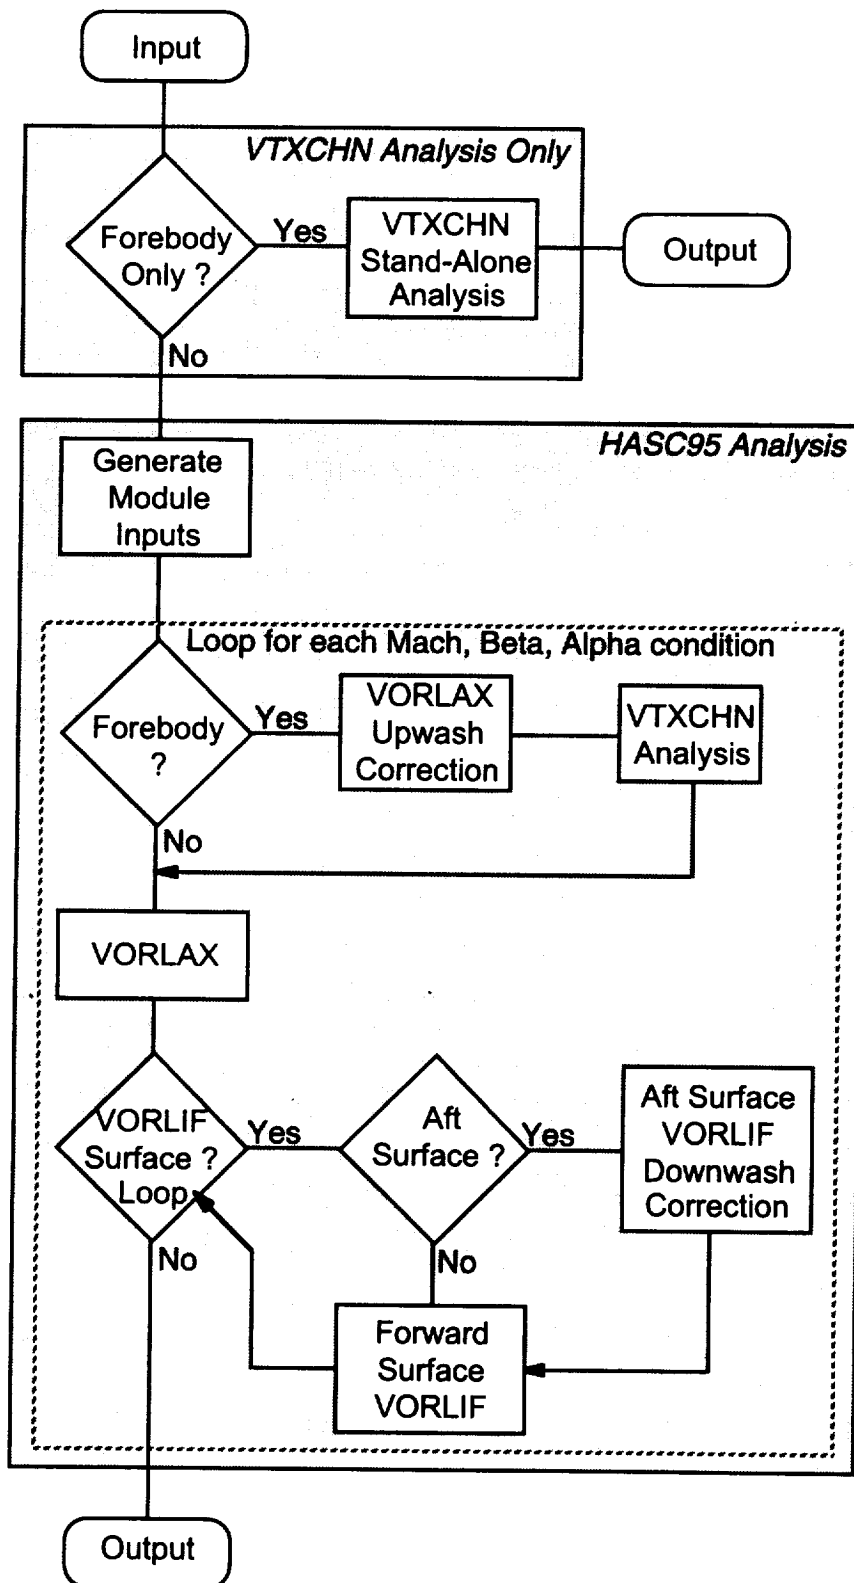 Input
VTXCHN Analysis Only
Forebody
Only ?
Yes
VTXCHN
Stand-Alone
Analysis
Output
No
HASC95 Analysis
Generate
Module
Inputs
Loop for each Mach, Beta, Alpha condition
Forebody
?
Yes
VORLAX
Upwash
Correction
VTXCHN
Analysis
No
VORLAX
VORLIF
Surface ?
Loop
Yes
Aft
Surface ?
Yes
Aft Surface
VORLIF
Downwash
Correction
No
No
Forward
Surface
VORLIF
Output